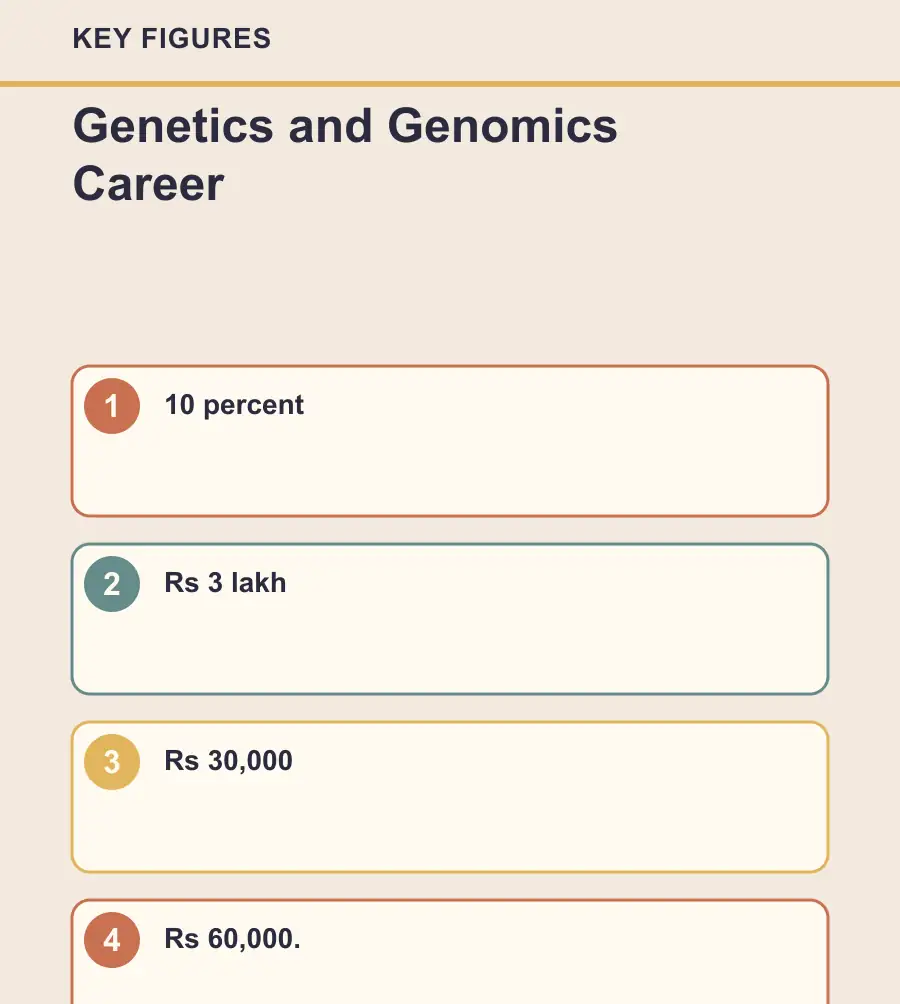 KEY FIGURES
Genetics and Genomics
Career
1
10 percent
2
Rs 3 lakh
3
Rs 30,000
4
Rs 60,000.